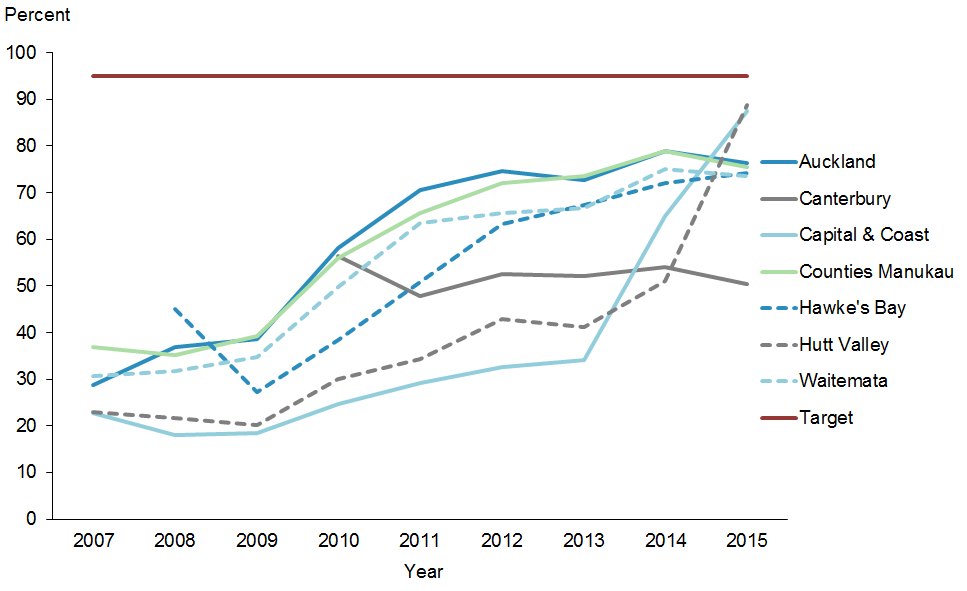 Percent
100
90
80
70
60
50
40
30
20
10
0
2007 2008 2009 2010 2011 2012 2013 2014 2015
Year
Auckland
Canterbury
Capital & Coast
Counties Manukau
Hawke's Bay
Hutt Valley
Waitemata
Target